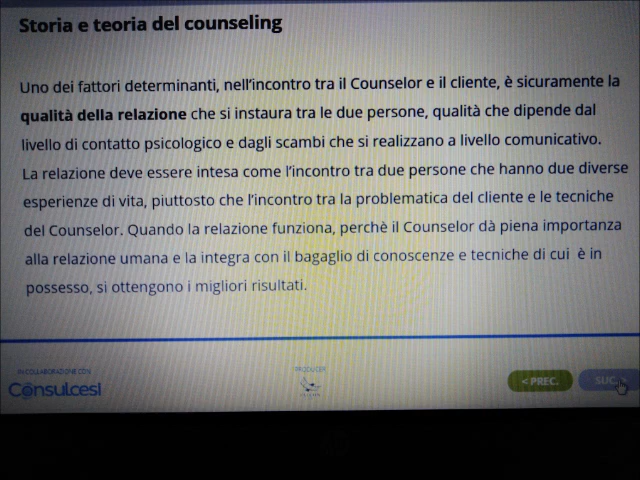 Storia e teoria del counseling
Uno dei fattori determinanti, nell'incontro tra il Counselor e il cliente, è sicuramente la
qualità della relazione che si instaura tra le due persone, qualità che dipende dal
livello di contatto psicologico e dagli scambi che si realizzano a livello comunicativo.
La relazione deve essere intesa come l'incontro tra due persone che hanno due diverse
esperienze di vita, piuttosto che l'incontro tra la problematica del cliente e le tecniche
del Counselor. Quando la relazione funziona, perchè il Counselor dà piena importanza
alla relazione umana e la integra con il bagaglio di conoscenze e tecniche di cui è in
possesso, si ottengono i migliori risultati.
IN COLLABORAZIONE CON
Consulcesi
PRODUCER
< PREC.
SUC